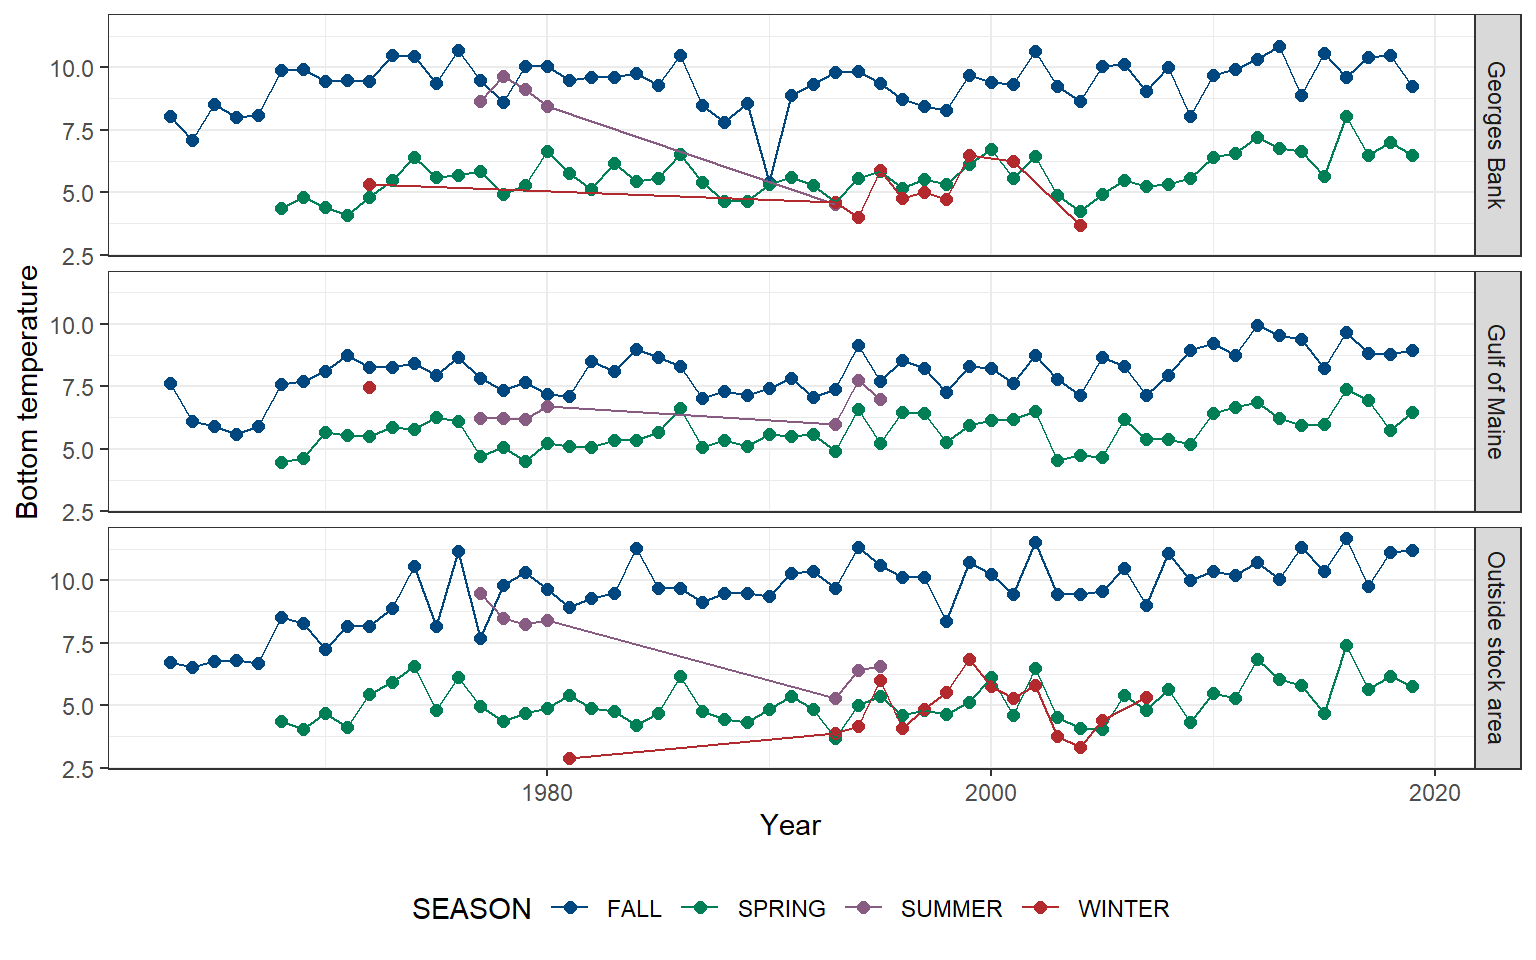 10.0
7.5
5.0
2.5
Georges Bank
10.0
7.5
5.0
2.5
Gulf of Maine
10.0
7.5
5.0
2.5
Outside stock area
Bottom temperature
1980
2000
2020
Year
SEASON FALL SPRING SUMMER WINTER